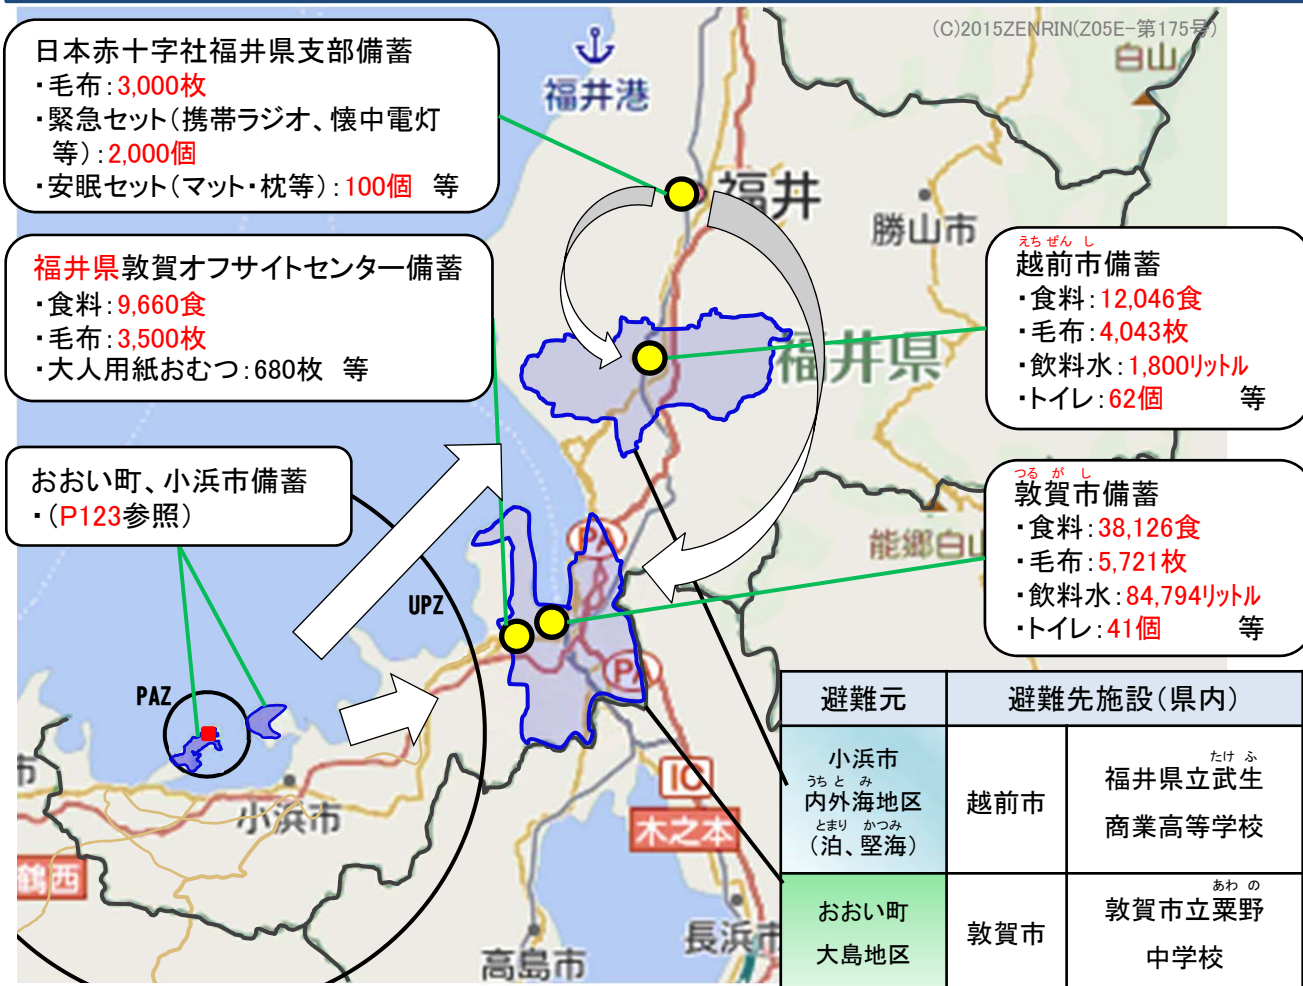 (C)2015ZENRIN(Z05E-第175号)
日本赤十字社福井県支部備蓄
・毛布：3,000枚
・緊急セット（携帯ラジオ、懐中電灯
等）：2,000個
・安眠セット（マット・枕等）：100個　等
福井県敦賀オフサイトセンター備蓄
・食料：9,660食
・毛布：3,500枚
・大人用紙おむつ：680枚　等
おおい町、小浜市備蓄
・（P123参照）
えちぜんし
越前市備蓄
・食料：12,046食
・毛布：4,043枚
・飲料水：1,800リットル
・トイレ：62個　等
つるがし
敦賀市備蓄
・食料：38,126食
・毛布：5,721枚
・飲料水：84,794リットル
・トイレ：41個　等
福井港
白山
福井
勝山市
福井県
能郷白山
PA
PA
UPZ
PAZ
小浜市
市
鶴西
IC
木之本
高島市
長浜市
避難元　避難先施設（県内）
小浜市
うちとみ
内外海地区
とまり　かつみ
（泊、堅海）
越前市
たけふ
福井県立武生
商業高等学校
おおい町
大島地区
敦賀市
あわの
敦賀市立粟野
中学校